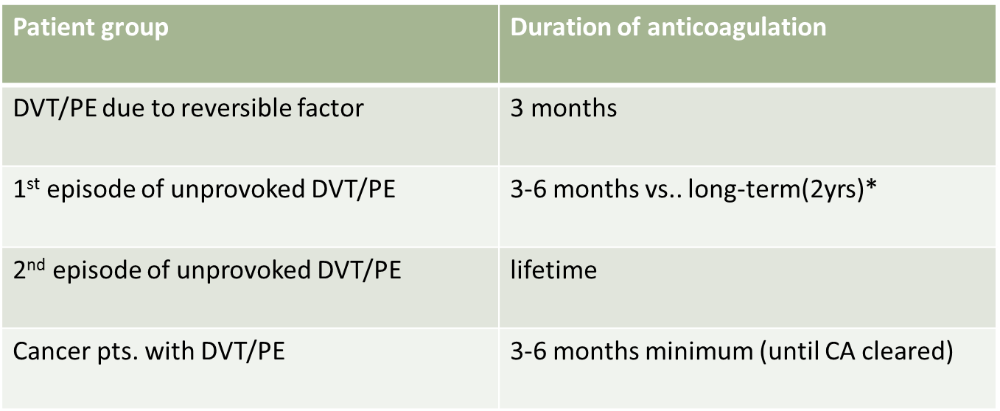 Patient group
Duration of anticoagulation
DVT/PE due to reversible factor
3 months
1st episode of unprovoked DVT/PE
3-6 months vs.. long-term(2yrs)*
2nd episode of unprovoked DVT/PE
lifetime
Cancer pts. with DVT/PE
3-6 months minimum (until CA cleared)